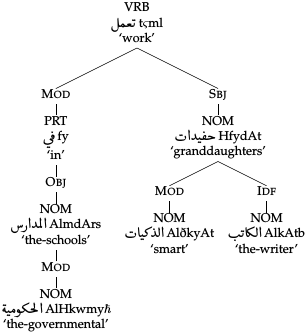 VRB
تعمل tςml
‘work’
MOD SBJ
PRT NOM
في fy حفيدات HfydAt
‘in’ ‘granddaughters’
OBJ MOD IDF
NOM NOM NOM
المدارس AlmdArs الذكيات AlðkyAt الكاتب AlkAtb
‘the-schools’ ‘smart’ ‘the-writer’
MOD
NOM
الحكومية AlHkwmyħ
‘the-governmental’